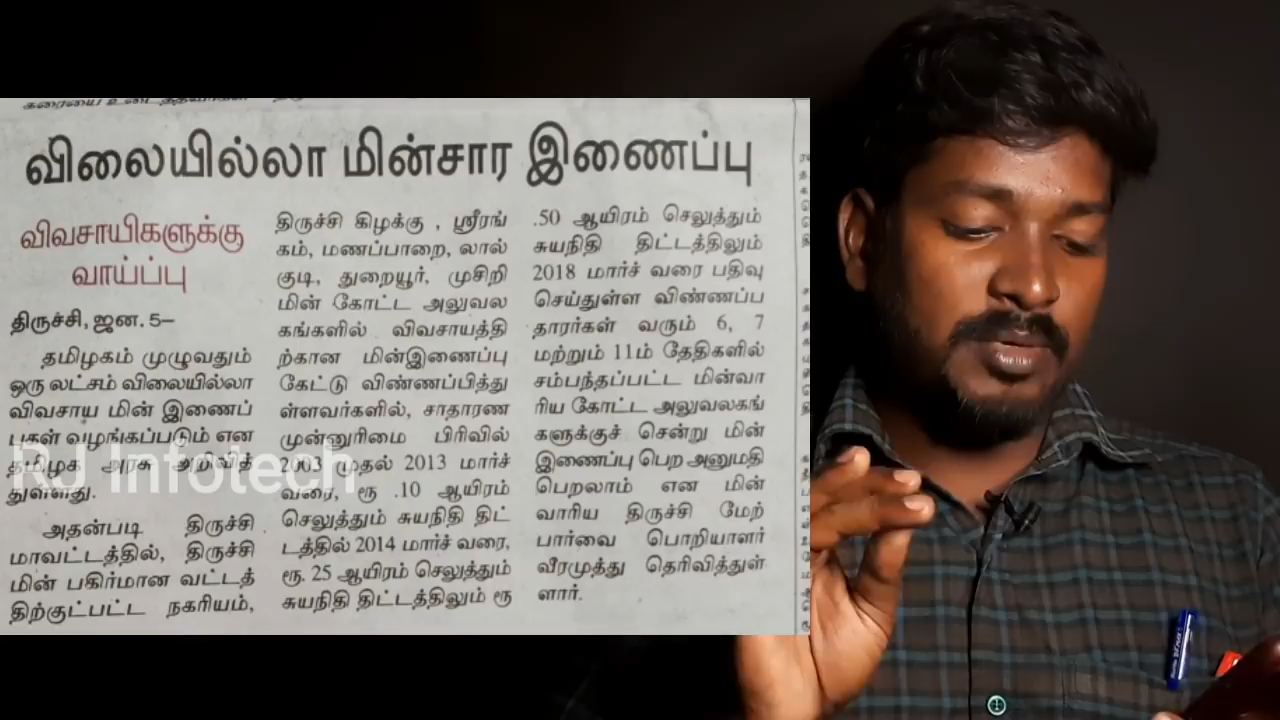 விலையில்லா மின்சார இணைப்பு
விவசாயிகளுக்கு
வாய்ப்பு
திருச்சி, ஜன. 5–
தமிழகம் முழுவதும்
ஒரு லட்சம் விலையில்லா
விவசாய மின் இணைப்
புகள் வழங்கப்படும் என
தமிழக அரசு அறிவித்
துள்ளது.
அதன்படி திருச்சி
மாவட்டத்தில், திருச்சி
மின் பகிர்மான வட்டத்
திற்குட்பட்ட நகரியம்,
திருச்சி கிழக்கு , ஸ்ரீரங்
கம், மணப்பாறை, லால்
குடி, துறையூர், முசிறி
மின் கோட்ட அலுவல
கங்களில் விவசாயத்தி
ற்கான மின்இணைப்பு
கேட்டு விண்ணப்பித்து
ள்ளவர்களில், சாதாரண
முன்னுரிமை பிரிவில்
2003 முதல் 2013 மார்ச்
வரை, ரூ .10 ஆயிரம்
செலுத்தும் சுயநிதி திட்
டத்தில் 2014 மார்ச் வரை,
ரூ. 25 ஆயிரம் செலுத்தும்
சுயநிதி திட்டத்திலும் ரூ
.50 ஆயிரம் செலுத்தும்
சுயநிதி திட்டத்திலும்
2018 மார்ச் வரை பதிவு
செய்துள்ள விண்ணப்ப
தாரர்கள் வரும் 6, 7
மற்றும் 11ம் தேதிகளில்
சம்பந்தப்பட்ட மின்வா
ரிய கோட்ட அலுவலகங்
களுக்குச் சென்று மின்
இணைப்பு பெற அனுமதி
பெறலாம் என மின்
வாரிய திருச்சி மேற்
பார்வை பொறியாளர்
வீரமுத்து தெரிவித்துள்
ளார்.
RJ Infotech